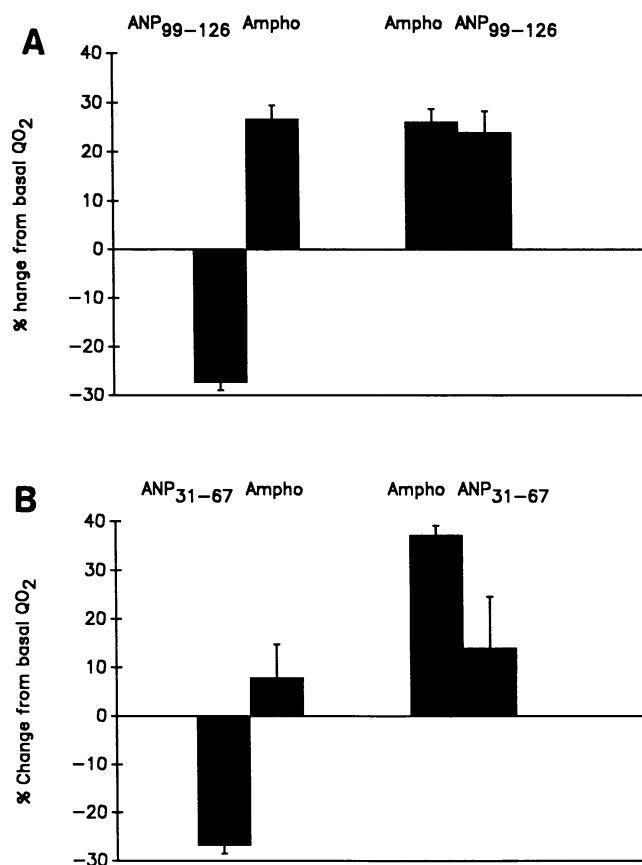 A
ANP99–126 Ampho Ampho ANP99–126
% hange from basal QO2
40
30
20
10
0
−10
−20
−30
B
ANP31–67 Ampho Ampho ANP31–67
% Change from basal QO2
40
30
20
10
0
−10
−20
−30